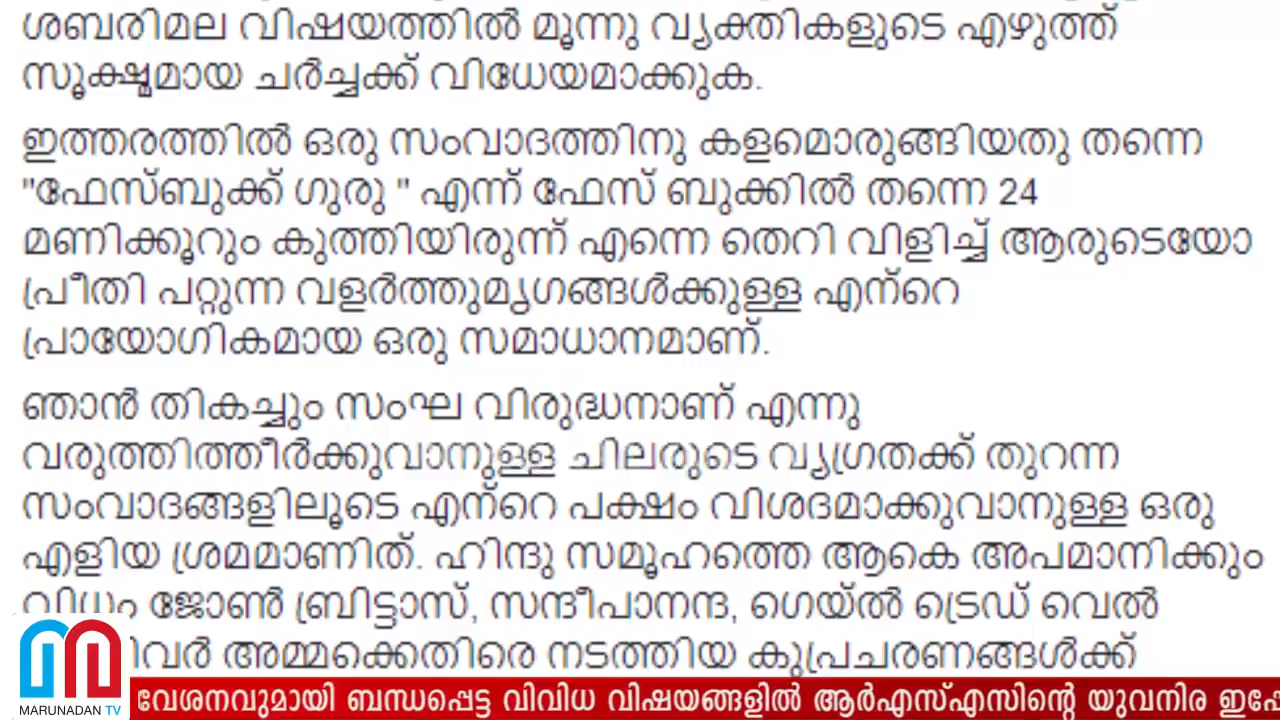 ശബരിമല വിഷയത്തിൽ മൂന്നു വ്യക്തികളുടെ എഴുത്ത്
സൂക്ഷ്മമായ ചർച്ചക്ക് വിധേയമാക്കുക.
ഇത്തരത്തിൽ ഒരു സംവാദത്തിനു കളമൊരുങ്ങിയതു തന്നെ
"ഫേസ്ബുക്ക് ഗുരു " എന്ന് ഫേസ് ബുക്കിൽ തന്നെ 24
മണിക്കൂറും കുത്തിയിരുന്ന് എന്നെ തെറി വിളിച്ച് ആരുടെയോ
പ്രീതി പറ്റുന്ന വളർത്തുമൃഗങ്ങൾക്കുള്ള എന്റെ
പ്രായോഗികമായ ഒരു സമാധാനമാണ്.
ഞാൻ തികച്ചും സംഘ വിരുദ്ധനാണ് എന്നു
വരുത്തിത്തീർക്കുവാനുള്ള ചിലരുടെ വ്യഗ്രതക്ക് തുറന്ന
സംവാദങ്ങളിലൂടെ എന്റെ പക്ഷം വിശദമാക്കുവാനുള്ള ഒരു
എളിയ ശ്രമമാണിത്. ഹിന്ദു സമൂഹത്തെ ആകെ അപമാനിക്കും
വിധം ജോൺ ബ്രിട്ടാസ്, സന്ദീപാനന്ദ, ഗെയ്ൽ ട്രെഡ് വെൽ
അമ്മക്കെതിരെ നടത്തിയ കുപ്രചരണങ്ങൾക്ക്
MARUNADAN TV
ബന്ധപ്പെട്ട വിവിധ വിഷയങ്ങളിൽ ആർഎസ്എസിന്റെ യുവനിര